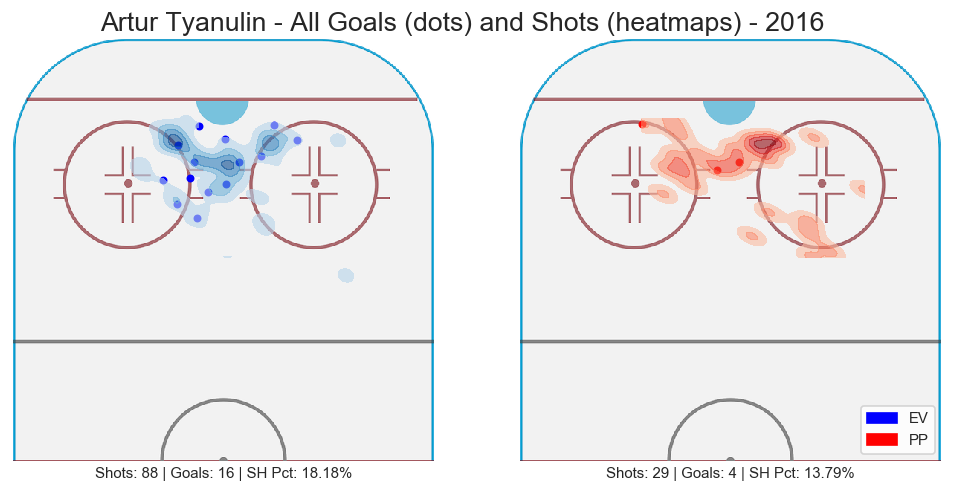 Artur Tyanulin - All Goals (dots) and Shots (heatmaps) - 2016
EV
PP
Shots: 88 | Goals: 16 | SH Pct: 18.18%
Shots: 29 | Goals: 4 | SH Pct: 13.79%